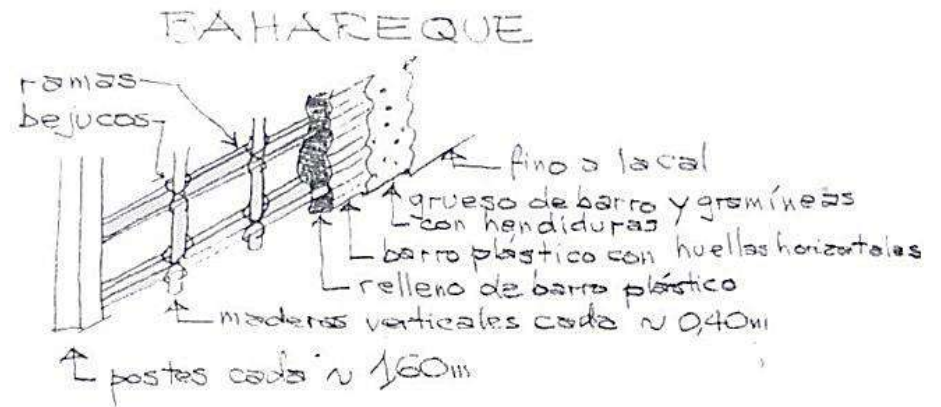 BAHAREQUE
ramas
bejucos
fino a la cal
grueso de barro y gramíneas
con hendiduras
barro plástico con huellas horizontales
relleno de barro plástico
maderas verticales cada ~ 0,40m
postes cada ~ 1,60m